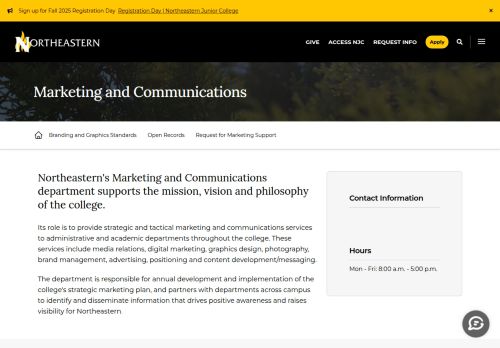 Sign up for Fall 2025 Registration Day Registration Day | Northeastern Junior College ×
NORTHEASTERN GIVE ACCESS NJC REQUEST INFO Apply
Marketing and Communications
Branding and Graphics Standards Open Records Request for Marketing Support
Northeastern's Marketing and Communications
department supports the mission, vision and philosophy
of the college.
Its role is to provide strategic and tactical marketing and communications services
to administrative and academic departments throughout the college. These
services include media relations, digital marketing, graphics design, photography,
brand management, advertising, positioning and content development/messaging.
The department is responsible for annual development and implementation of the
college's strategic marketing plan, and partners with departments across campus
to identify and disseminate information that drives positive awareness and raises
visibility for Northeastern
Contact Information
Hours
Mon - Fri: 8:00 a.m. - 5:00 p.m.